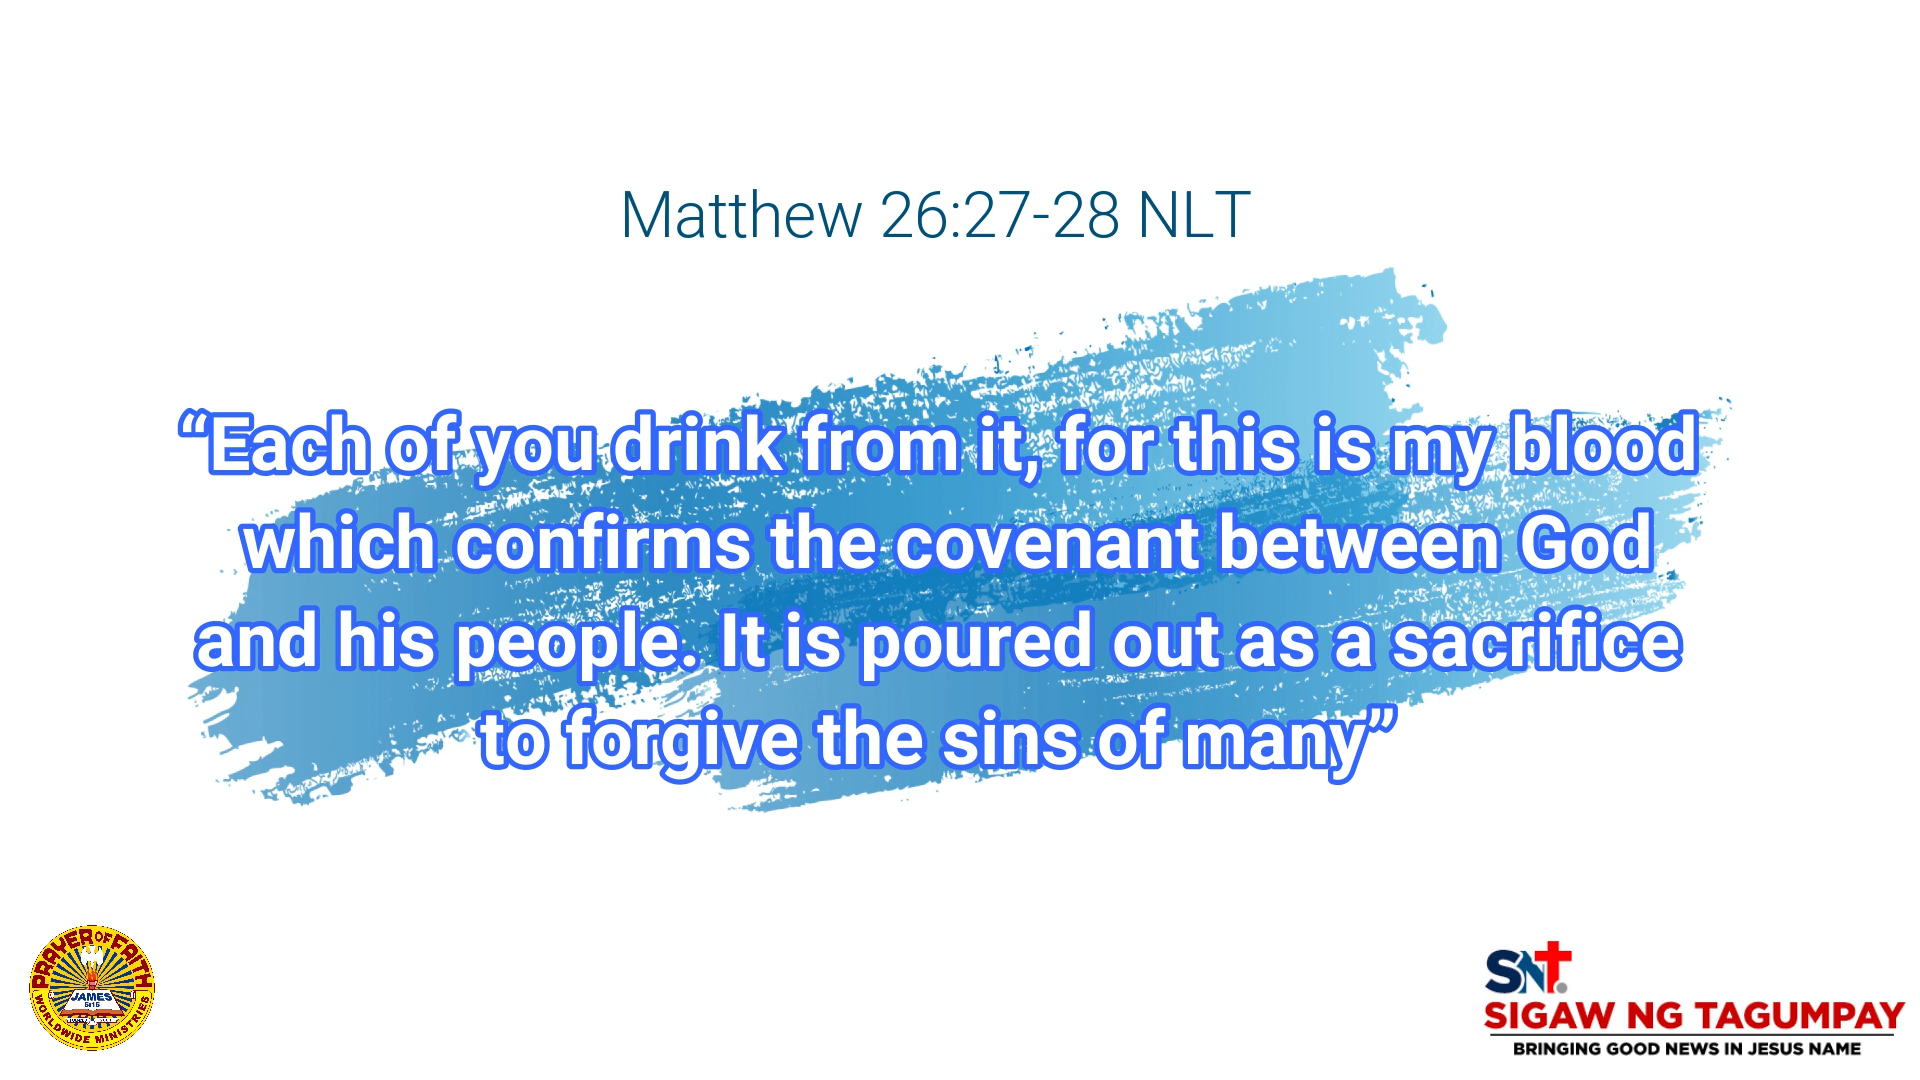 Matthew 26:27-28 NLT
“Each of you drink from it, for this is my blood
which confirms the covenant between God
and his people. It is poured out as a sacrifice
to forgive the sins of many”
PRAYER OF FAITH
JAMES
5:15
WORLDWIDE MINISTRIES
SNT.
SIGAW NG TAGUMPAY
BRINGING GOOD NEWS IN JESUS NAME